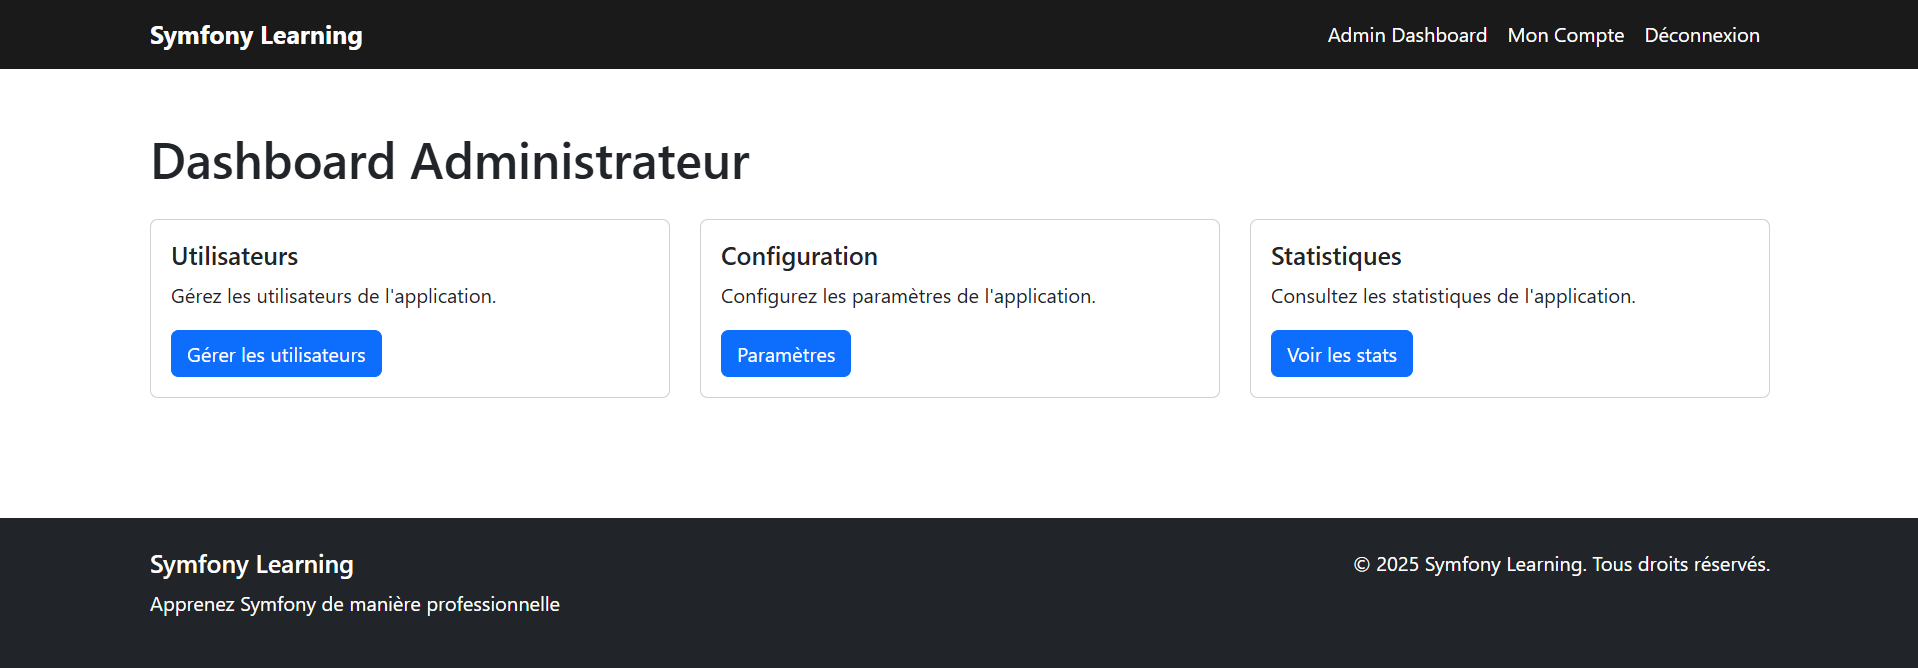 Symfony Learning
Admin Dashboard Mon Compte Déconnexion
Dashboard Administrateur
Utilisateurs
Gérez les utilisateurs de l'application.
Gérer les utilisateurs
Configuration
Configurez les paramètres de l'application.
Paramètres
Statistiques
Consultez les statistiques de l'application.
Voir les stats
Symfony Learning
Apprenez Symfony de manière professionnelle
© 2025 Symfony Learning. Tous droits réservés.